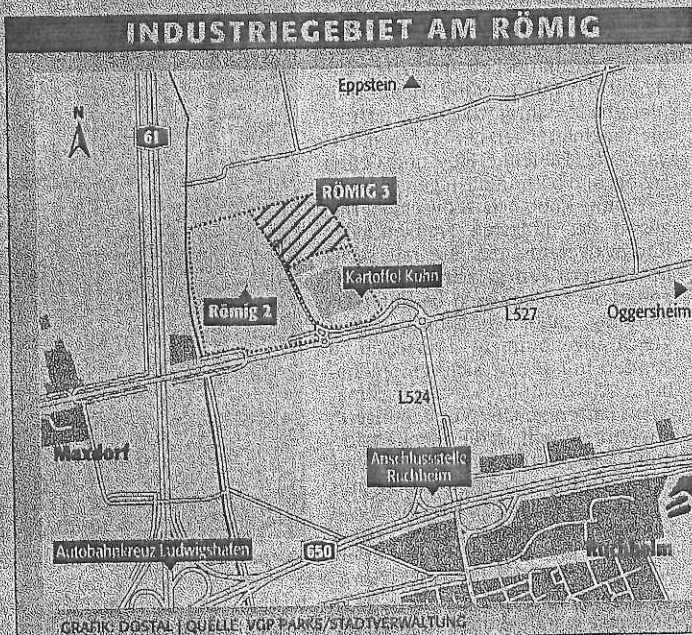 INDUSTRIEGEBIET AM RÖMIG
Eppstein
N
61
RÖMIG 3
Kartoffel Kuhn
Römig 2
L527
Oggersheim
L524
Maxdorf
Anschlussstelle
Ruchheim
Autobahnkreuz Ludwigshafen
650
Ruchheim
GRAFIK: DOSTAL | QUELLE: VGP PARKS/STADTVERWALTUNG